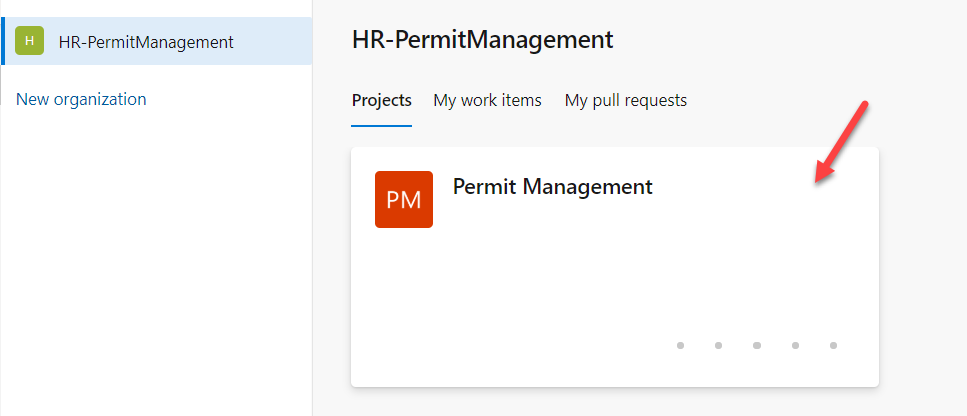 H
HR-PermitManagement
New organization
HR-PermitManagement
Projects
My work items
My pull requests
PM
Permit Management